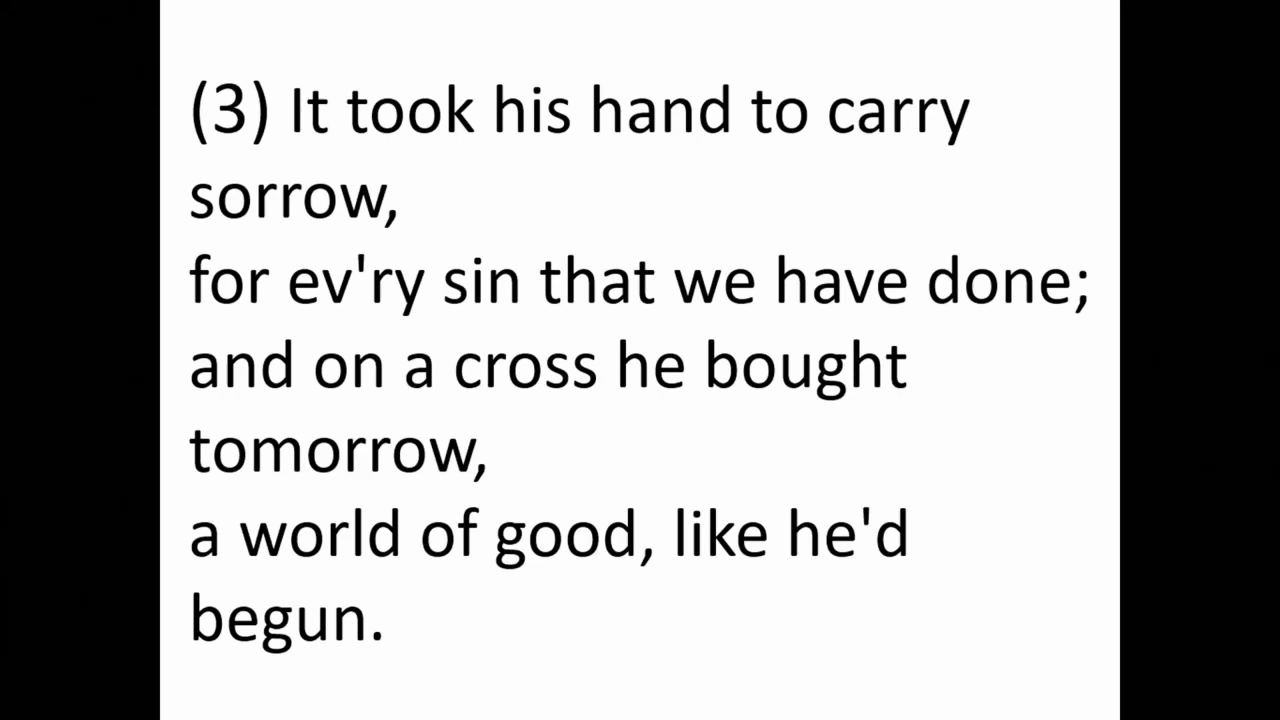 (3) It took his hand to carry
sorrow,
for ev'ry sin that we have done;
and on a cross he bought
tomorrow,
a world of good, like he'd
begun.